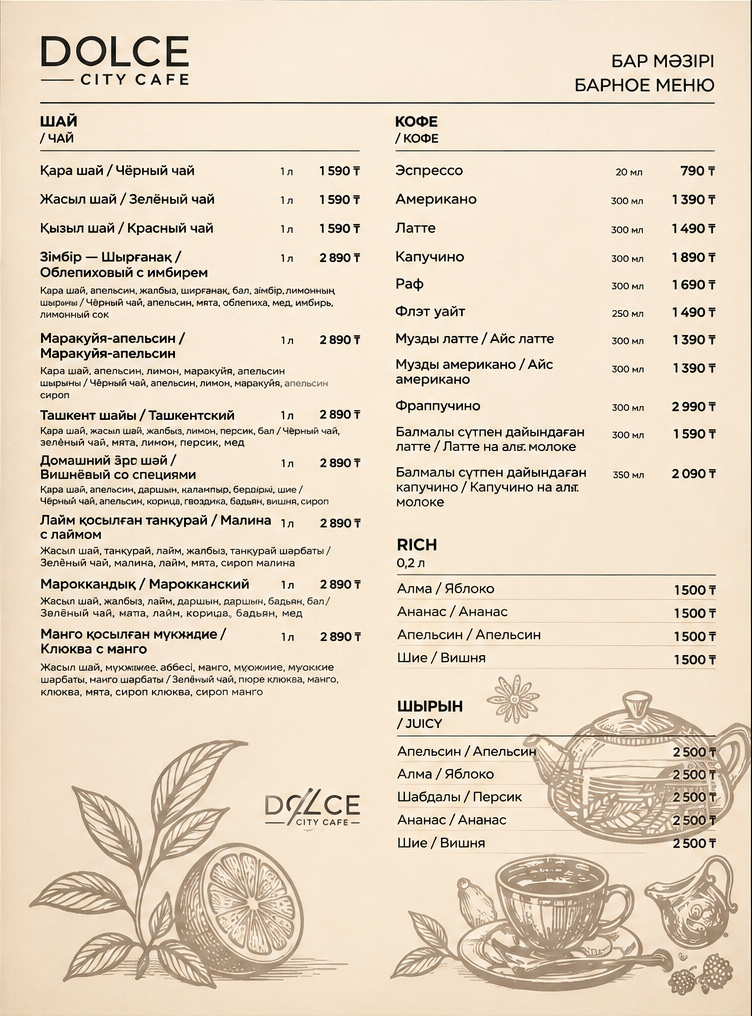 DOLCE
CITY CAFE
БАР МӘЗІРІ
БАРНОЕ МЕНЮ
ШАЙ
/ ЧАЙ
Қара шай / Чёрный чай 1 л 1 590 ₸
Жасыл шай / Зелёный чай 1 л 1 590 ₸
Қызыл шай / Красный чай 1 л 1 590 ₸
Зімбір — Шырғанақ / 1 л 2 890 ₸
Облепиховый с имбирем
Қара шай, апельсин, жалбыз, ширғанақ, бал, зімбір, лимонның
/ Чёрный чай, апельсин, мята, облепиха, мед, имбирь,
лимонный сок
Маракуйя-апельсин / 1 л 2 890 ₸
Маракуйя-апельсин
Қара шай, апельсин, лимон, маракуйя, апельсин
шырыны / Чёрный чай, апельсин, лимон, маракуйя, апельсин
сироп
Ташкент шайы / Ташкентский 1 л 2 890 ₸
Қара шай, жасыл шай, жалбыз, лимон, персик, бал / Чёрный чай,
зелёный чай, мята, лимон, персик, мед
Домашний шай / 1 л 2 890 ₸
Вишнёвый со специями
Қара шай, апельсин, даршын, калампыр, шие /
Чёрный чай, апельсин, корица, гвоздика, бадьян, вишня, сироп
Лайм қосылған танқурай / Малина 1 л 2 890 ₸
с лаймом
Жасыл шай, танқурай, лайм, жалбыз, танқурай шарбаты /
Зелёный чай, малина, лайм, мята, сироп малина
Мароккандық / Марокканский 1 л 2 890 ₸
Жасыл шай, жалбыз, лайм, даршын, даршын, бадьян, бал /
Зелёный чай, лайм, корица, бадьян, мед
Манго қосылған / 1 л 2 890 ₸
Клюква с манго
Жасыл шай, манго,
шарбаты, манго шарбаты / Зелёный чай, пюре клюква, манго,
клюква, мята, сироп клюква, сироп манго
DOLCE
CITY CAFE
КОФЕ
/ КОФЕ
Эспрессо 20 мл 790 ₸
Американо 300 мл 1 390 ₸
Латте 300 мл 1 490 ₸
Капучино 300 мл 1 890 ₸
Раф 300 мл 1 690 ₸
Флэт уайт 250 мл 1 490 ₸
Музды латте / Айс латте 300 мл 1 390 ₸
Музды американо / Айс 300 мл 1 390 ₸
американо
Фраппучино 300 мл 2 990 ₸
Балмалы сүтпен дайындаған 300 мл 1 590 ₸
латте / Латте на альт. молоке
Балмалы сүтпен дайындаған 350 мл 2 090 ₸
капучино / Капучино на альт.
молоке
RICH
0,2 л
Алма / Яблоко 1 500 ₸
Ананас / Ананас 1 500 ₸
Апельсин / Апельсин 1 500 ₸
Шие / Вишня 1 500 ₸
ШЫРЫН
/ JUICY
Апельсин / Апельсин 2 500 ₸
Алма / Яблоко 2 500 ₸
Шабдалы / Персик 2 500 ₸
Ананас / Ананас 2 500 ₸
Шие / Вишня 2 500 ₸